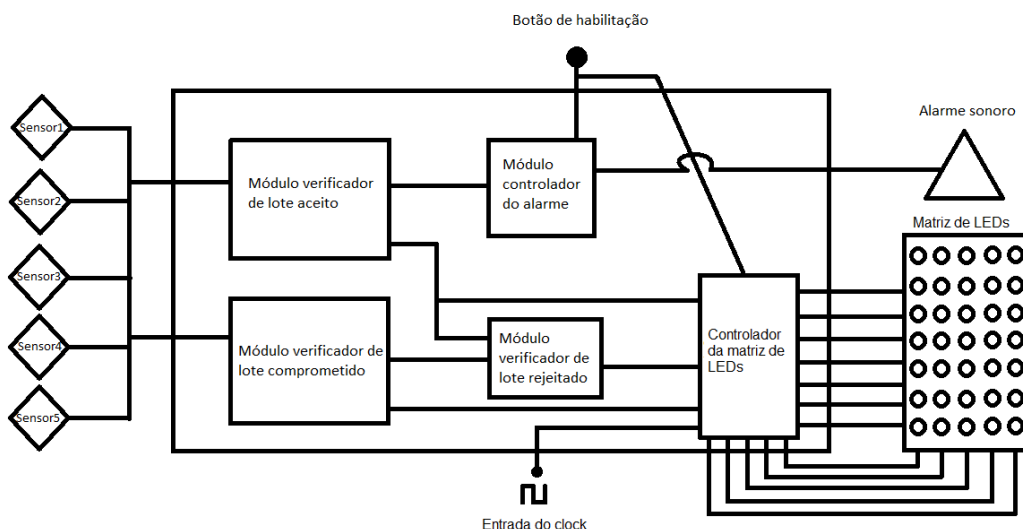 Botão de habilitação
Alarme sonoro
Sensor1
Sensor2
Sensor3
Sensor4
Sensor5
Módulo verificador
de lote aceito
Módulo
controlador
do alarme
Matriz de LEDs
Módulo verificador de
lote comprometido
Módulo
verificador de
lote rejeitado
Controlador
da matriz de
LEDs
Entrada do clock